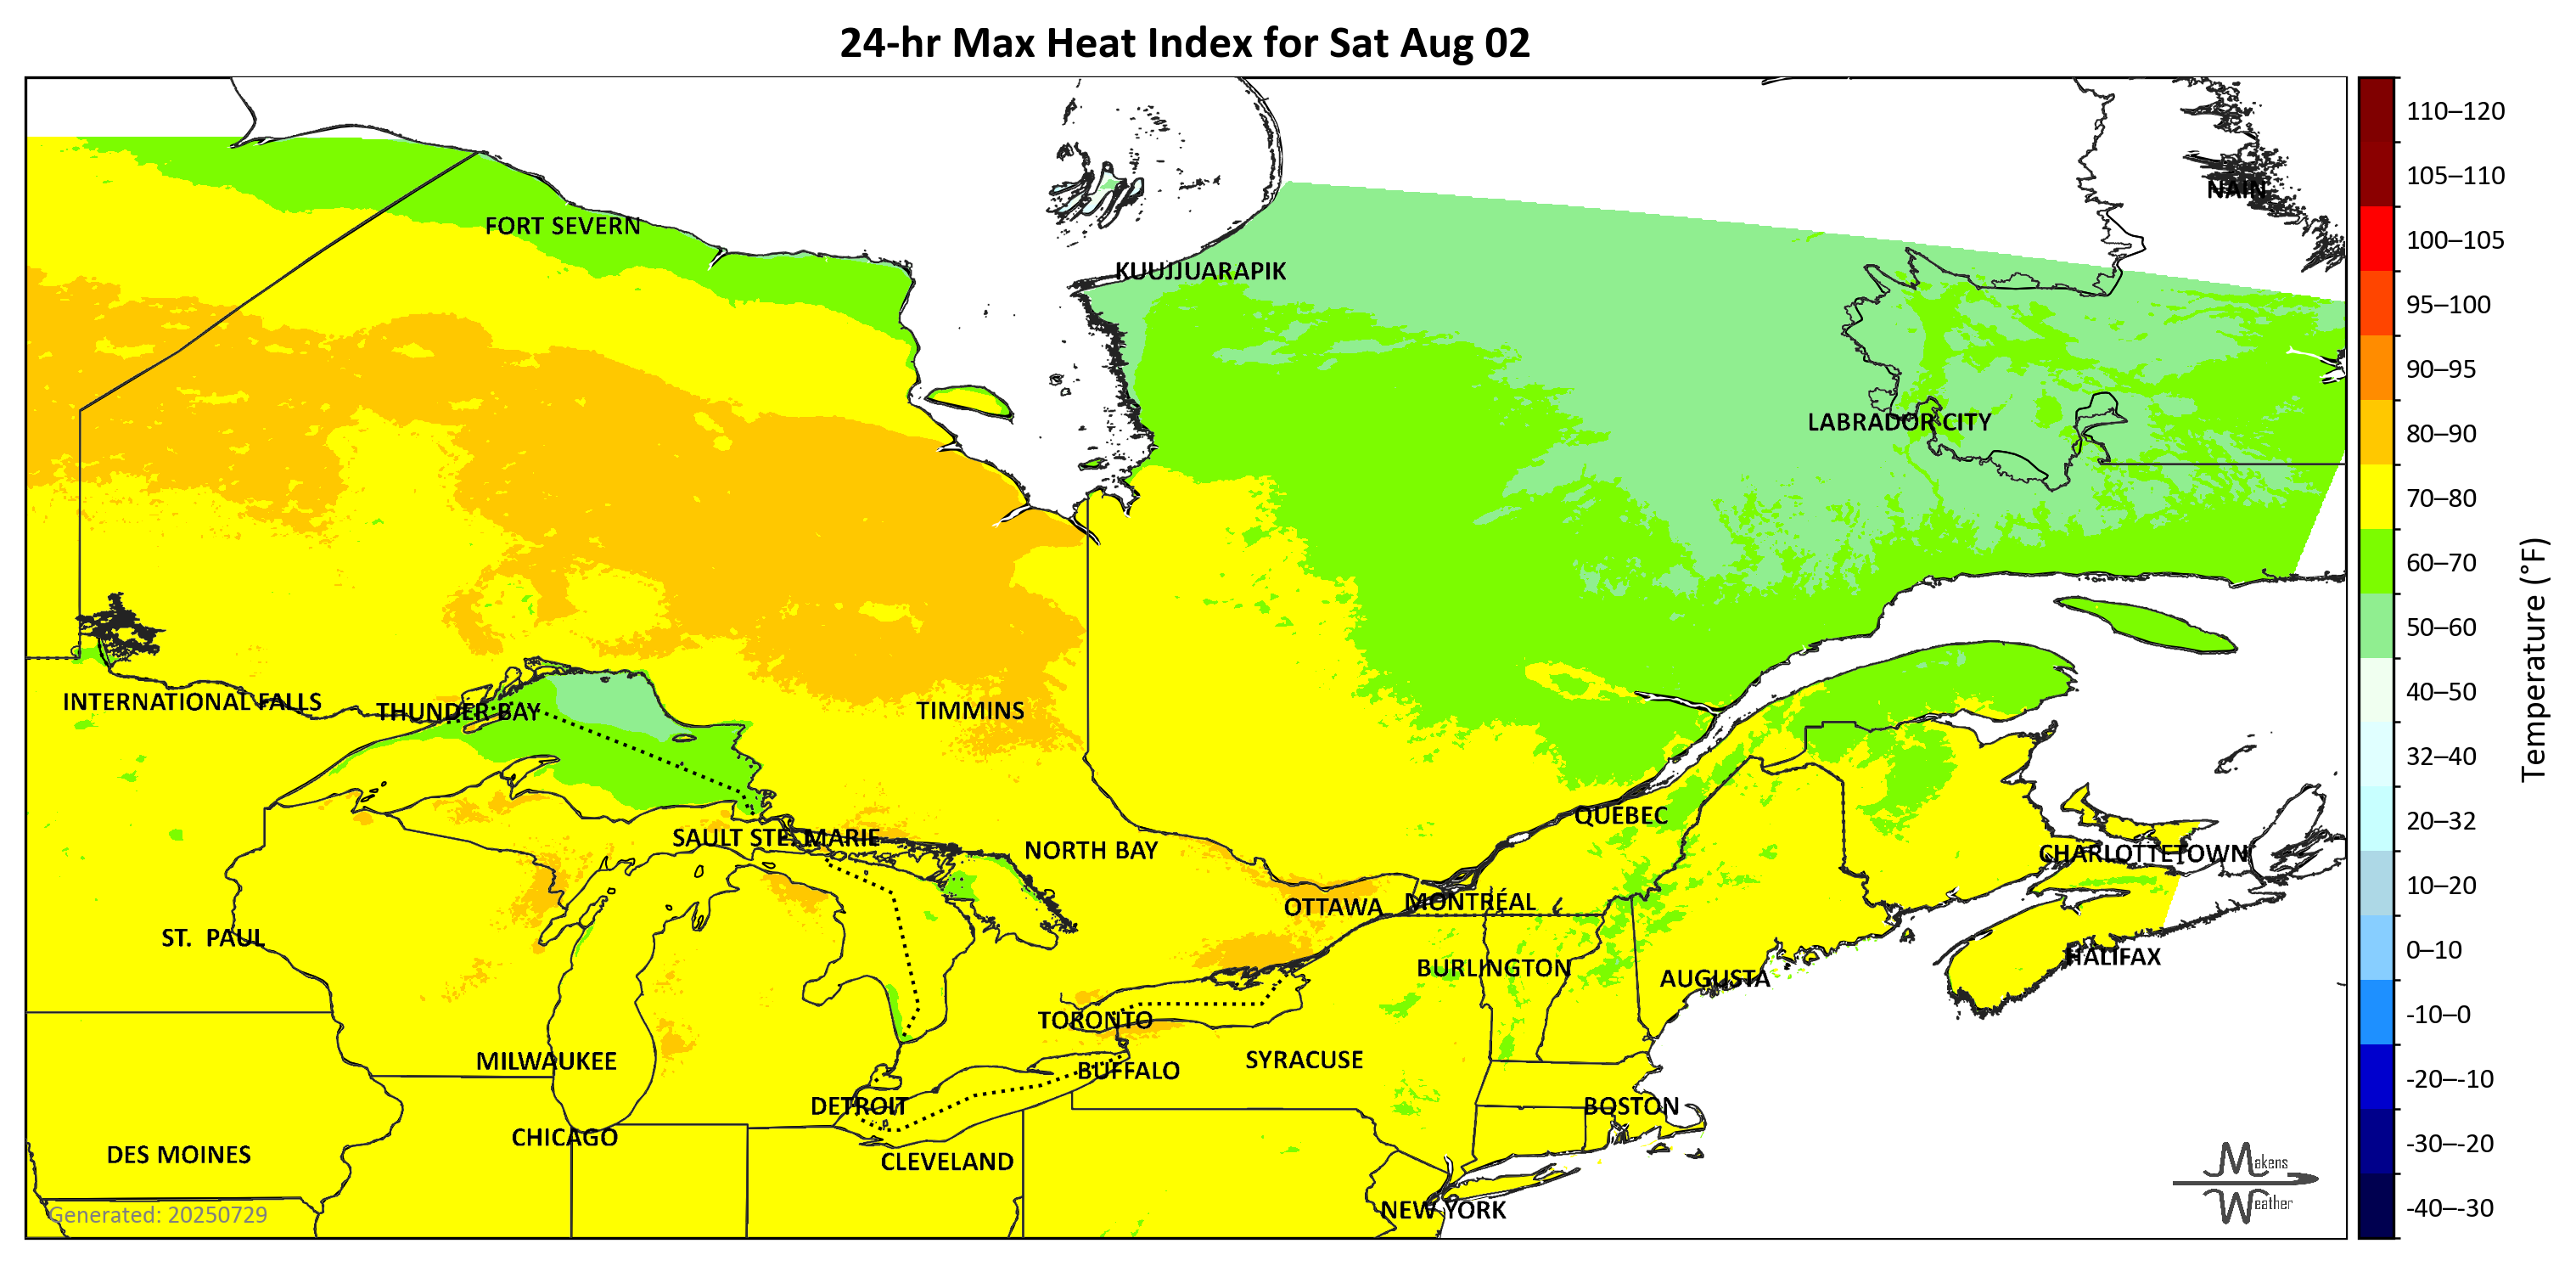 24-hr Max Heat Index for Sat Aug 02
NAIN
FORT SEVERN
KUUJJUARAPIK
LABRADOR CITY
INTERNATIONAL FALLS
THUNDER BAY
TIMMINS
QUEBEC
SAULT STE. MARIE
NORTH BAY
CHARLOTTETOWN
OTTAWA
MONTRÉAL
ST. PAUL
HALIFAX
BURLINGTON
AUGUSTA
TORONTO
MILWAUKEE
SYRACUSE
BUFFALO
DETROIT
BOSTON
CHICAGO
DES MOINES
CLEVELAND
NEW YORK
Generated: 20250729
Makens
Weather
110–120
105–110
100–105
95–100
90–95
80–90
70–80
60–70
50–60
40–50
32–40
20–32
10–20
0–10
-10–0
-20–-10
-30–-20
-40–-30
Temperature (°F)